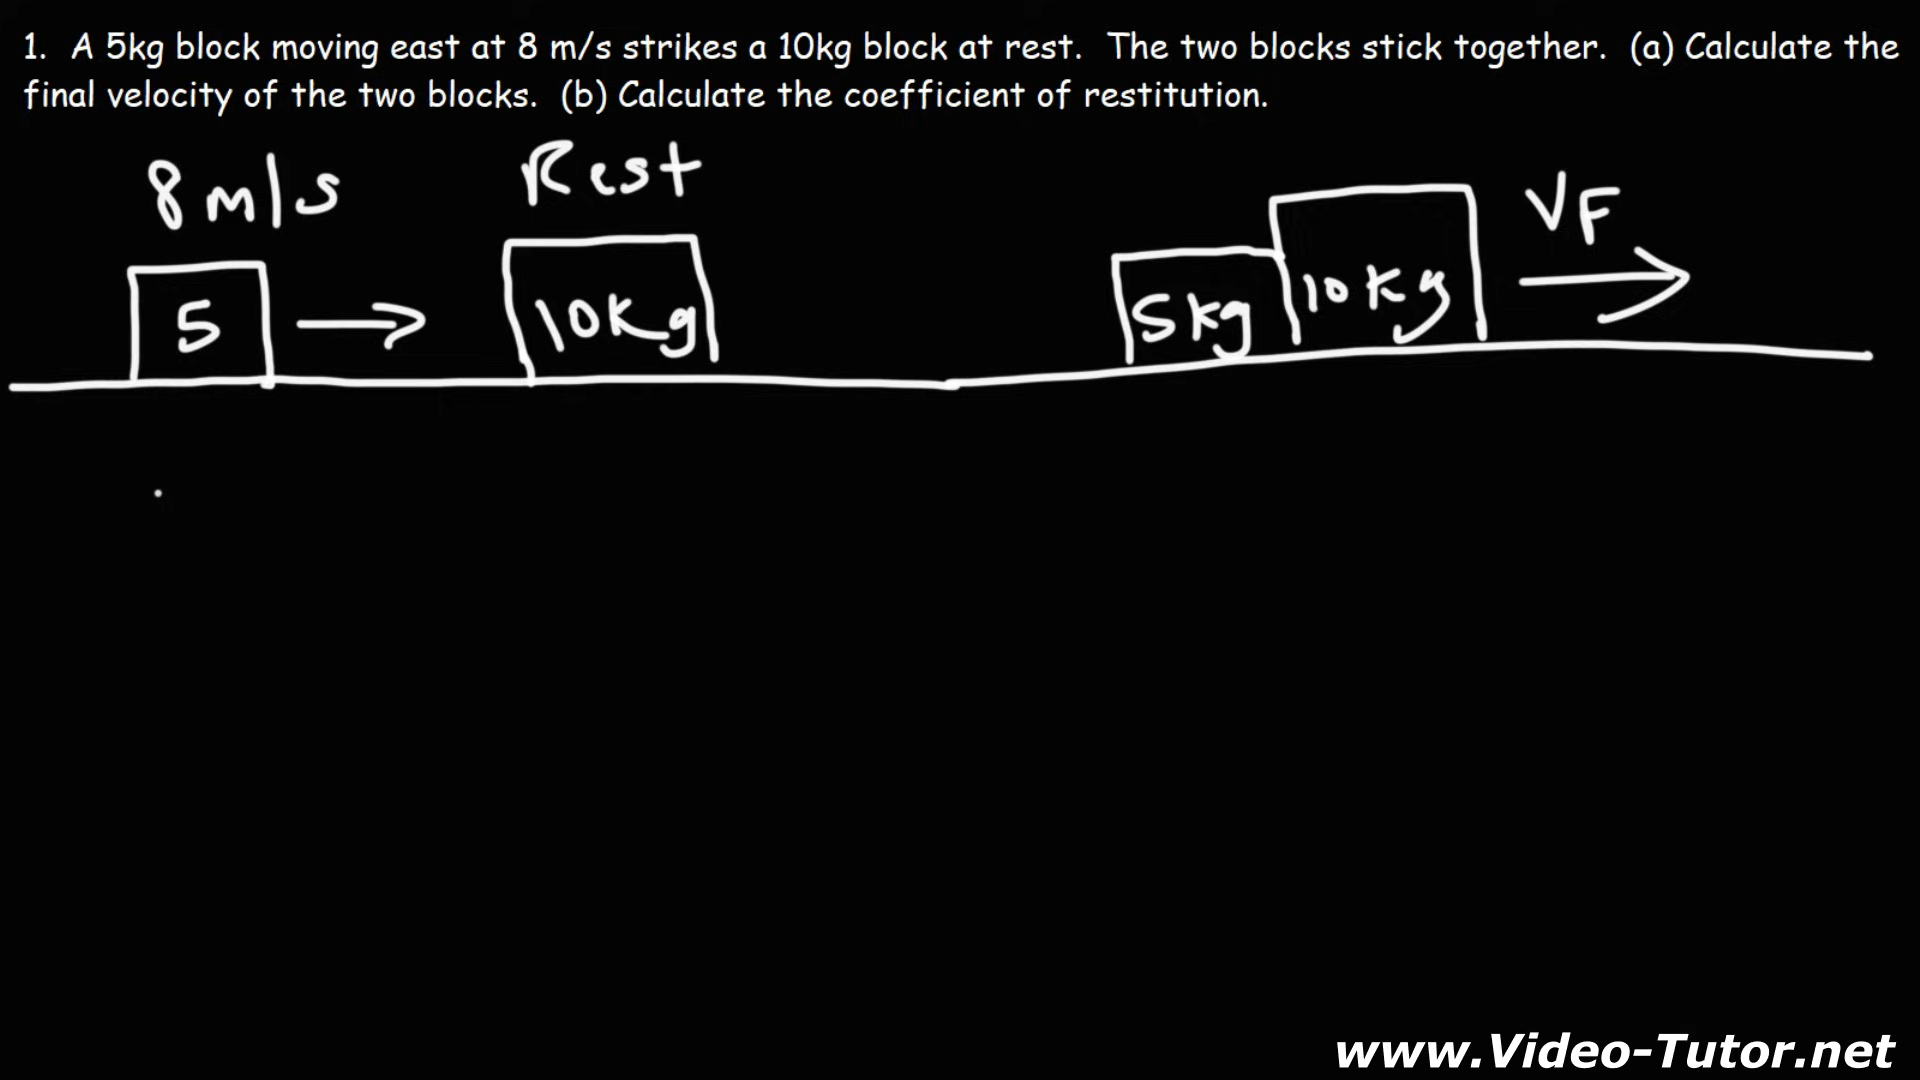 1. A 5kg block moving east at 8 m/s strikes a 10kg block at rest. The two blocks stick together. (a) Calculate the
final velocity of the two blocks. (b) Calculate the coefficient of restitution.
8 m/s Rest VF
5 10kg 5kg 10kg
www.Video-Tutor.net